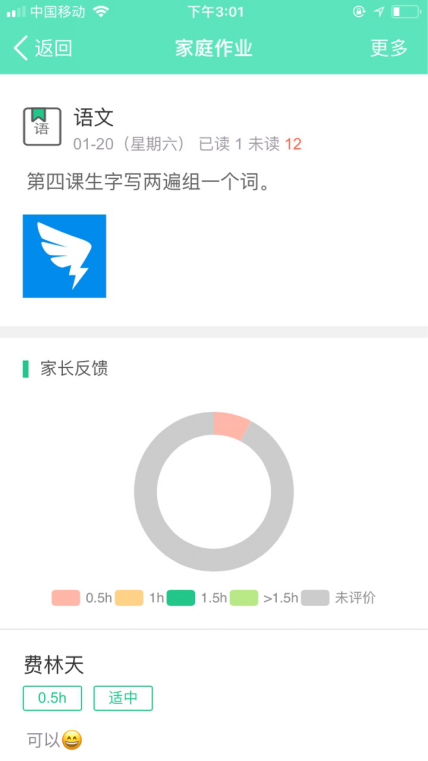 中国移动 下午3:01
返回 家庭作业 更多
语 语文
01-20（星期六） 已读 1 未读 12
第四课生字写两遍组一个词。
家长反馈
0.5h 1h 1.5h >1.5h 未评价
费林天
0.5h 适中
可以😄